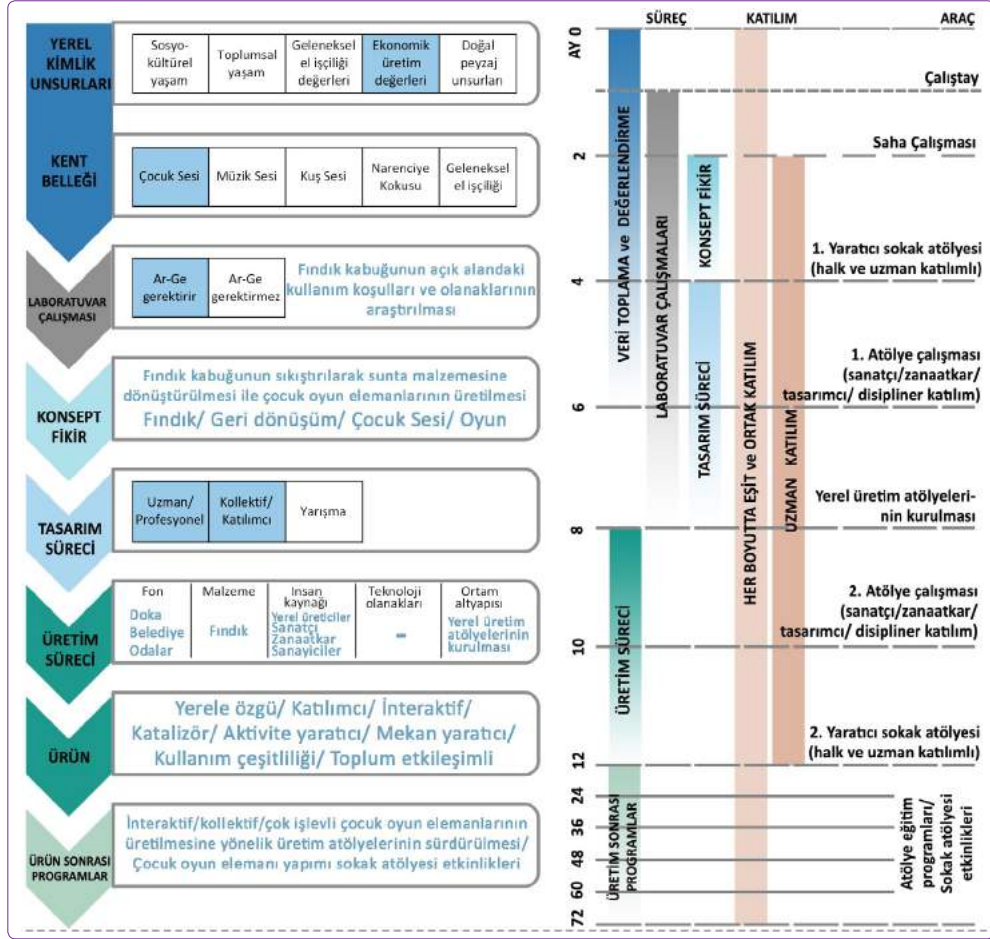 YEREL
KİMLİK
UNSURLARI
Sosyo-
kültürel
yaşam
Toplumsal
yaşam
Geleneksel
el işçiliği
değerleri
Ekonomik
üretim
değerleri
Doğal
peyzaj
unsurları
KENT
BELLEĞİ
Çocuk Sesi
Müzik Sesi
Kuş Sesi
Narenciye
Kokusu
Geleneksel
el işçiliği
LABORATUVAR
ÇALIŞMASI
Ar-Ge
gerektirir
Ar-Ge
gerektirmez
Fındık kabuğunun açık alandaki
kullanım koşulları ve olanaklarının
araştırılması
KONSEPT
FİKİR
Fındık kabuğunun sıkıştırılarak sunta malzemesine
dönüştürülmesi ile çocuk oyun elemanlarının üretilmesi
Fındık/ Geri dönüşüm/ Çocuk Sesi/ Oyun
TASARIM
SÜRECİ
Uzman/
Profesyonel
Kollektif/
Katılımcı
Yarışma
ÜRETİM
SÜRECİ
Fon
Doka
Belediye
Odalar
Malzeme
Fındık
Insan
kaynağı
Yerel üreticiler
Sanatçı
Zanaatkar
Sanayiciler
Teknoloji
olanakları
-
Ortam
altyapısı
Yerel üretim
atölyelerinin
kurulması
ÜRÜN
Yerele özgü/ Katılımcı/ İnteraktif/
Katalizör/ Aktivite yaratıcı/ Mekan yaratıcı/
Kullanım çeşitliliği/ Toplum etkileşimli
ÜRÜN SONRASI
PROGRAMLAR
İnteraktif/kollektif/çok işlevli çocuk oyun elemanlarının
üretilmesine yönelik üretim atölyelerinin sürdürülmesi/
Çocuk oyun elemanı yapımı sokak atölyesi etkinlikleri
SÜREÇ
KATILIM
ARAÇ
AY 0
2
4
6
8
10
12
24
36
48
60
72
VERİ TOPLAMA ve DEĞERLENDİRME
LABORATUVAR ÇALIŞMALARI
KONSEPT FİKİR
TASARIM SÜRECİ
ÜRETİM SÜRECİ
ÜRETİM SONRASI
PROGRAMLAR
HER BOYUTTA EŞİT ve ORTAK KATILIM
UZMAN KATILIM
Çalıştay
Saha Çalışması
1. Yaratıcı sokak atölyesi
(halk ve uzman katılımlı)
1. Atölye çalışması
(sanatçı/zanaatkar/
tasarımcı/ disipliner katılım)
Yerel üretim atölyeleri-
nin kurulması
2. Atölye çalışması
(sanatçı/zanaatkar/
tasarımcı/ disipliner katılım)
2. Yaratıcı sokak atölyesi
(halk ve uzman katılımlı)
Atölye eğitim
programları/
Sokak atölyesi
etkinlikleri